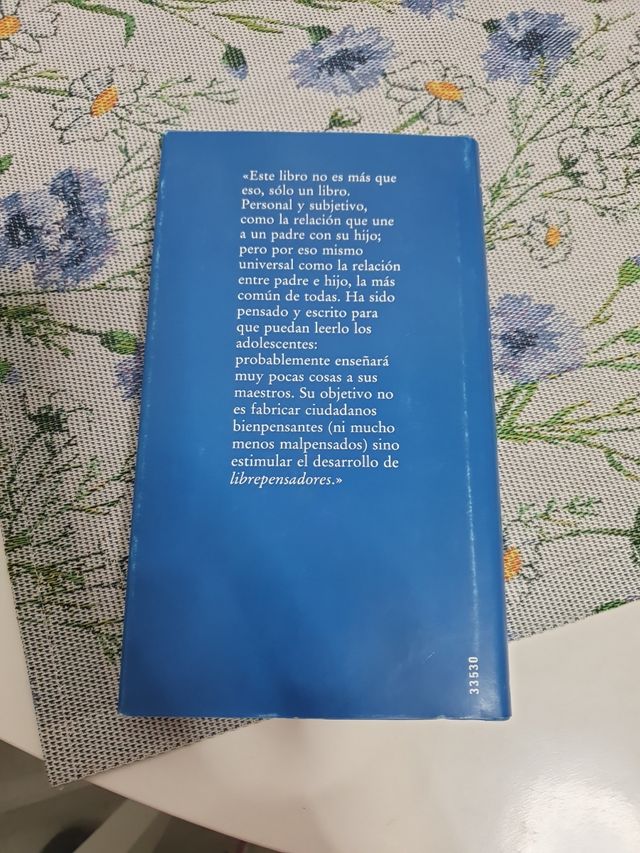 «Este libro no es más que
eso, sólo un libro.
Personal y subjetivo,
como la relación que une
a un padre con su hijo;
pero por eso mismo
universal como la relación
entre padre e hijo, la más
común de todas. Ha sido
pensado y escrito para
que puedan leerlo los
adolescentes:
probablemente enseñará
muy pocas cosas a sus
maestros. Su objetivo no
es fabricar ciudadanos
bienpensantes (ni mucho
menos malpensados) sino
estimular el desarrollo de
librepensadores.»
33530